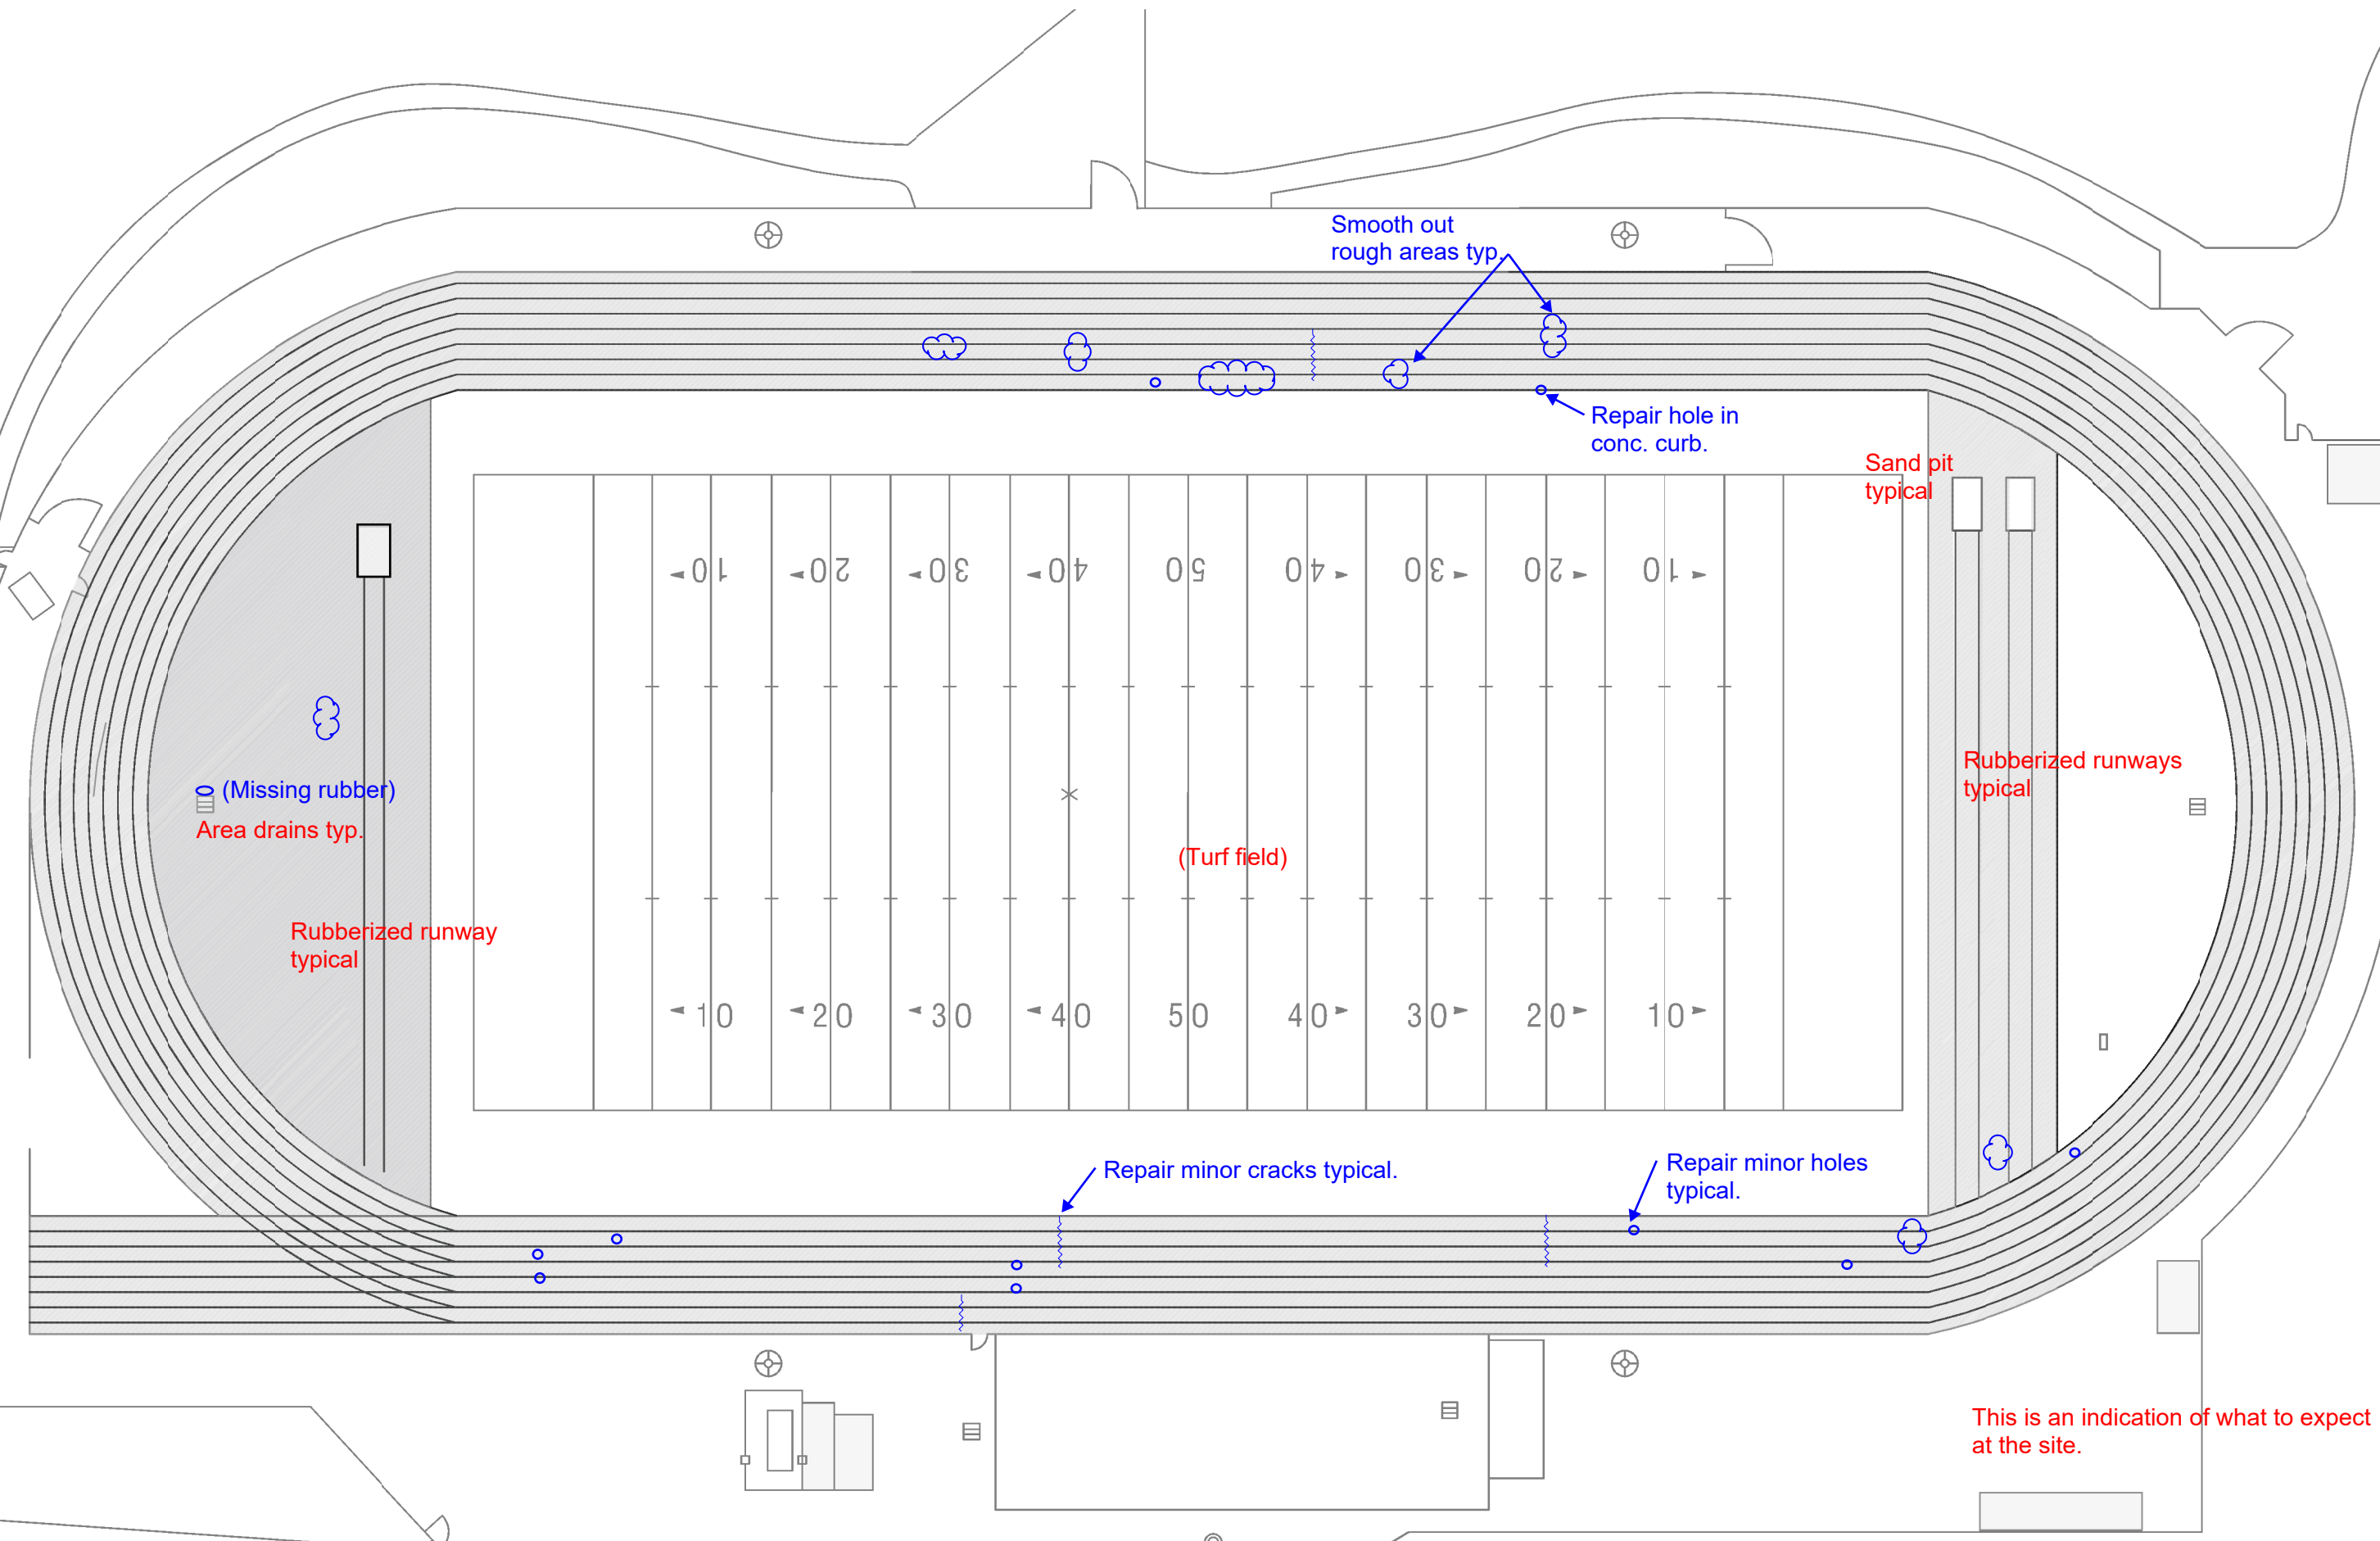 Smooth out
rough areas typ.
Repair hole in
conc. curb.
Sand pit
typical
10 20 30 40 50 40 30 20 10
Rubberized runways
typical
(Missing rubber)
Area drains typ.
(Turf field)
Rubberized runway
typical
10 20 30 40 50 40 30 20 10
Repair minor cracks typical.
Repair minor holes
typical.
This is an indication of what to expect
at the site.